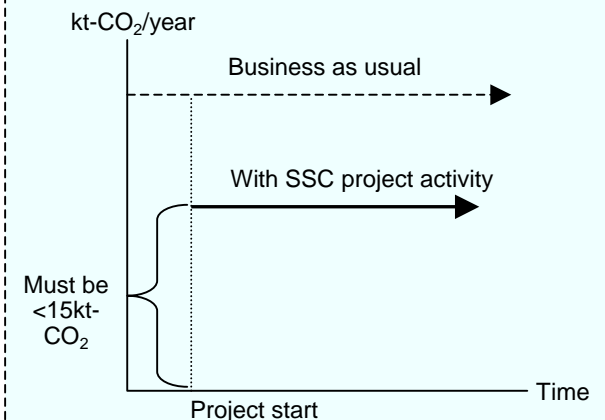 kt-CO₂/year
Business as usual
With SSC project activity
Must be
<15kt-
CO₂
Time
Project start